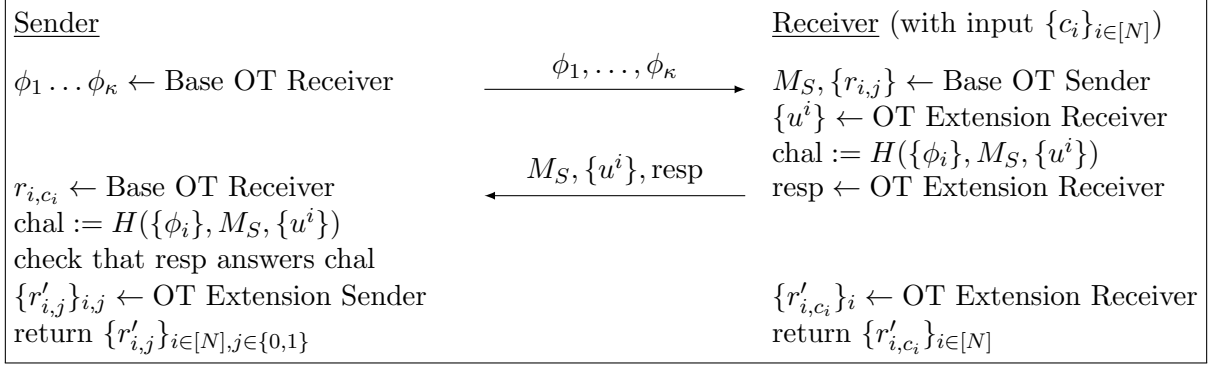 Sender Receiver (with input {c_i}_{i∈[N]})
ϕ_1 … ϕ_κ ← Base OT Receiver ϕ_1, …, ϕ_κ M_S, {r_{i,j}} ← Base OT Sender
{u^i} ← OT Extension Receiver
chal := H({ϕ_i}, M_S, {u^i})
r_{i,c_i} ← Base OT Receiver M_S, {u^i}, resp resp ← OT Extension Receiver
chal := H({ϕ_i}, M_S, {u^i})
check that resp answers chal
{r'_{i,j}}_{i,j} ← OT Extension Sender {r'_{i,c_i}}_i ← OT Extension Receiver
return {r'_{i,j}}_{i∈[N],j∈{0,1}} return {r'_{i,c_i}}_{i∈[N]}